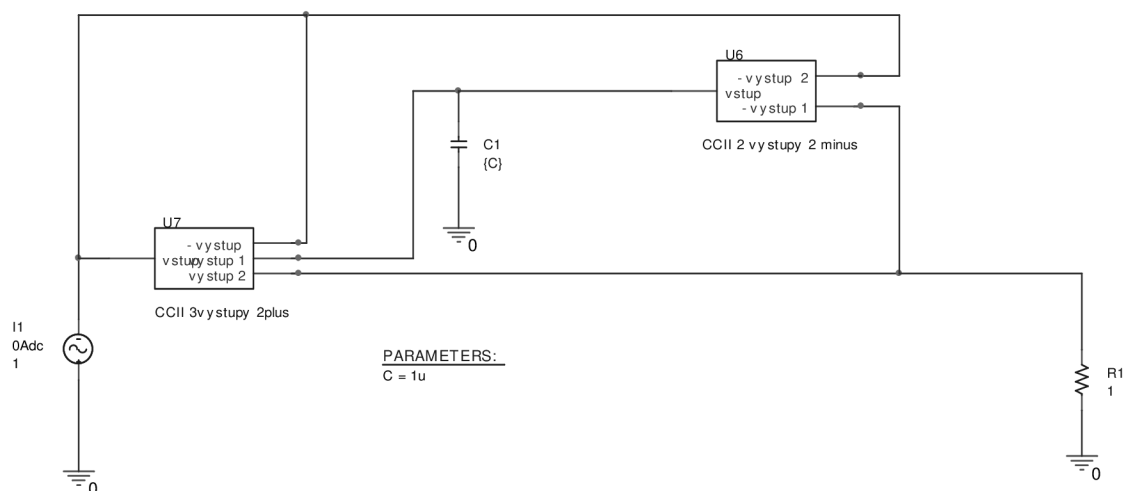 U6
- vystup 2
vstup
- vystup 1
CCII 2 vystupy 2 minus
C1
{C}
0
U7
- vystup
vstup vystup 1
vystup 2
CCII 3vystupy 2plus
I1
0Adc
1
PARAMETERS:
C = 1u
R1
1
0
0